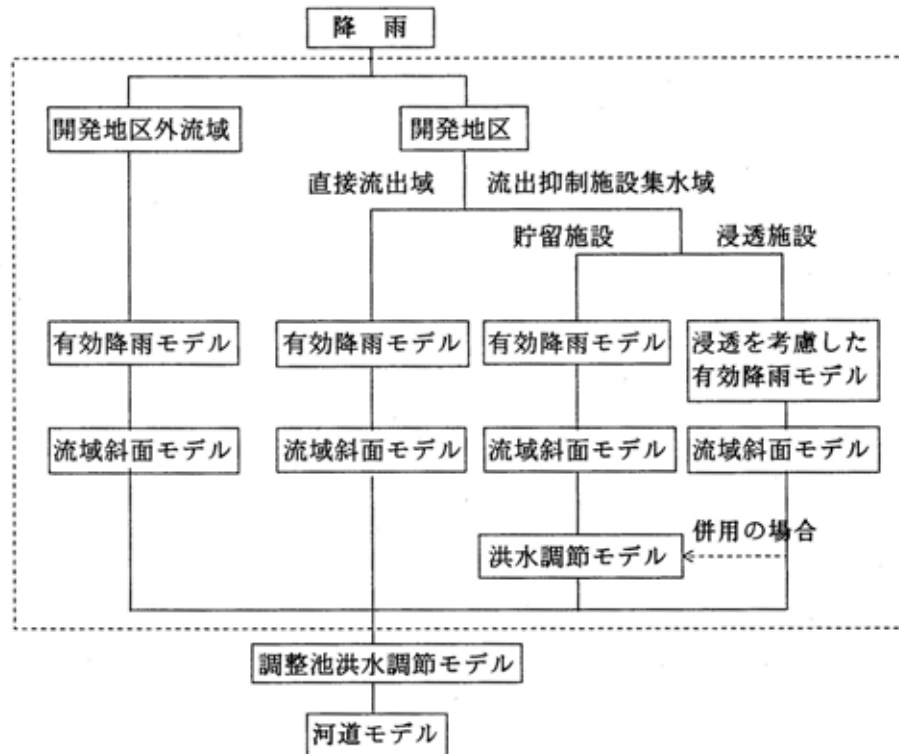 降 雨
開発地区外流域
開発地区
直接流出域
流出抑制施設集水域
貯留施設
浸透施設
有効降雨モデル
有効降雨モデル
有効降雨モデル
浸透を考慮した
有効降雨モデル
流域斜面モデル
流域斜面モデル
流域斜面モデル
流域斜面モデル
併用の場合
洪水調節モデル
調整池洪水調節モデル
河道モデル